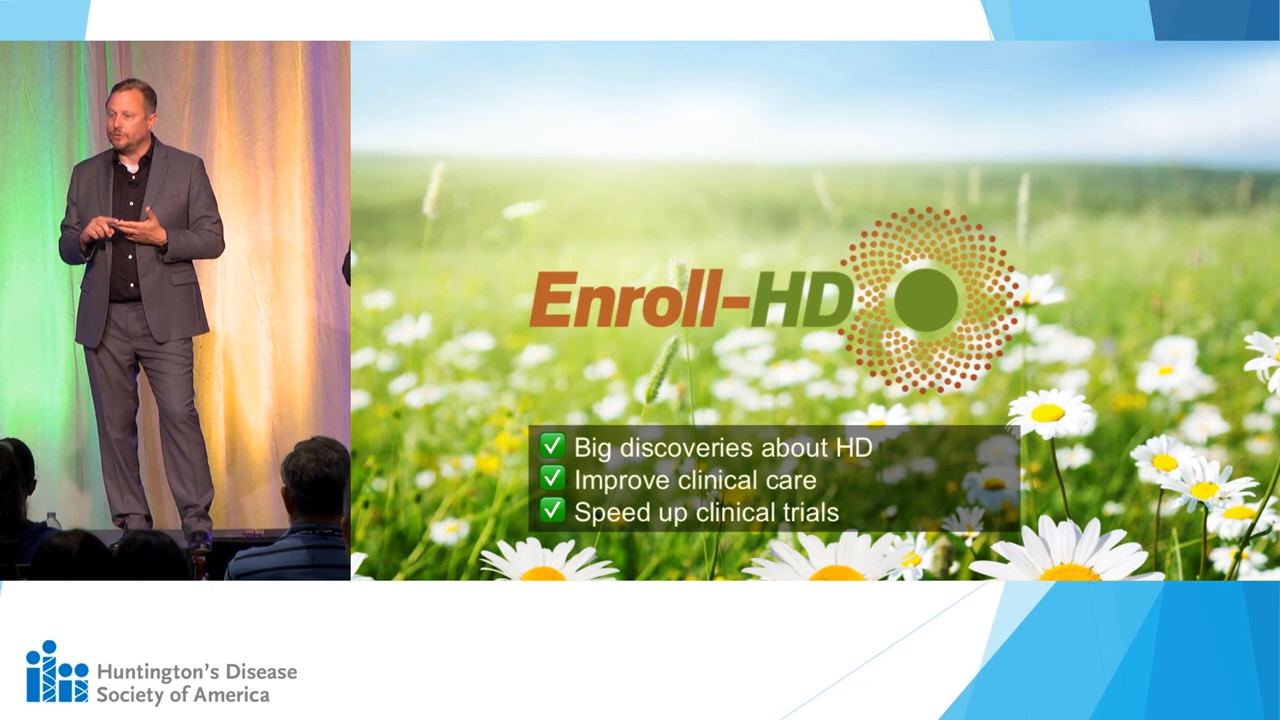 Enroll-HD
✅ Big discoveries about HD
✅ Improve clinical care
✅ Speed up clinical trials
Huntington's Disease
Society of America